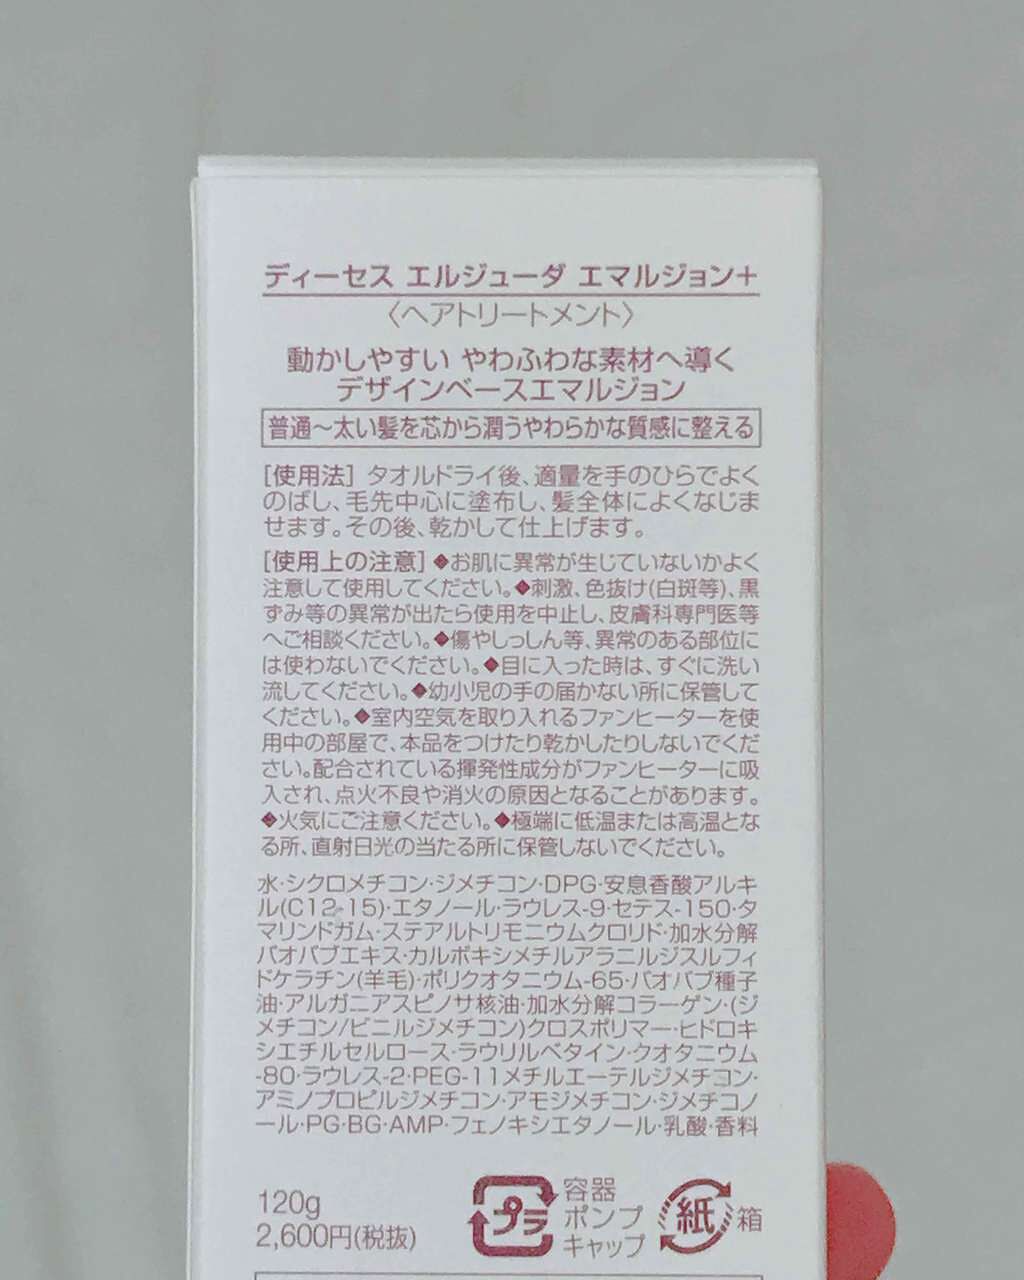 ディーセス エルジューダ エマルジョン＋
〈ヘアトリートメント〉
動かしやすい やわふわな素材へ導く
デザインベースエマルジョン
普通〜太い髪を芯から潤うやわらかな質感に整える
［使用法］ タオルドライ後、適量を手のひらでよく
のばし、毛先中心に塗布し、髪全体によくなじま
せます。その後、乾かして仕上げます。
［使用上の注意］◆お肌に異常が生じていないかよく
注意して使用してください。◆刺激、色抜け(白斑等)、黒
ずみ等の異常が出たら使用を中止し、皮膚科専門医等
へご相談ください。◆傷やしっしん等、異常のある部位に
は使わないでください。◆目に入った時は、すぐに洗い
流してください。◆幼小児の手の届かない所に保管して
ください。◆室内空気を取り入れるファンヒーターを使
用中の部屋で、本品をつけたり乾かしたりしないでくだ
さい。配合されている揮発性成分がファンヒーターに吸
入され、点火不良や消火の原因となることがあります。
◆火気にご注意ください。◆極端に低温または高温とな
る所、直射日光の当たる所に保管しないでください。
水・シクロメチコン・ジメチコン・DPG・安息香酸アルキ
ル(C12-15)・エタノール・ラウレス-9・セテス-150・タ
マリンドガム・ステアルトリモニウムクロリド・加水分解
バオバブエキス・カルボキシメチルアラニルジスルフィ
ドケラチン(羊毛)・ポリクオタニウム-65・バオバブ種子
油・アルガニアスピノサ核油・加水分解コラーゲン・(ジ
メチコン/ビニルジメチコン)クロスポリマー・ヒドロキ
シエチルセルロース・ラウリルベタイン・クオタニウム
-80・ラウレス-2・PEG-11メチルエーテルジメチコン・
アミノプロピルジメチコン・アモジメチコン・ジメチコノ
ール・PG・BG・AMP・フェノキシエタノール・乳酸・香料
120g
2,600円(税抜)
プラ
容器
ポンプ
キャップ
紙
箱